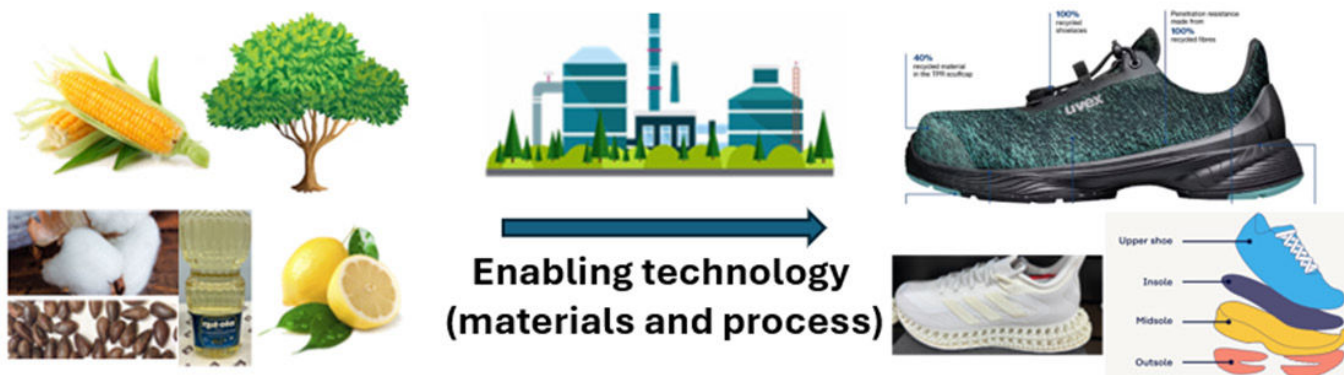 100%
recycled
shoelaces
Penetration resistance
made from
100%
recycled fibres
40%
recycled material
in the TPR scuffcap
uvex
Enabling technology
(materials and process)
Upper shoe
Insole
Midsole
Outsole